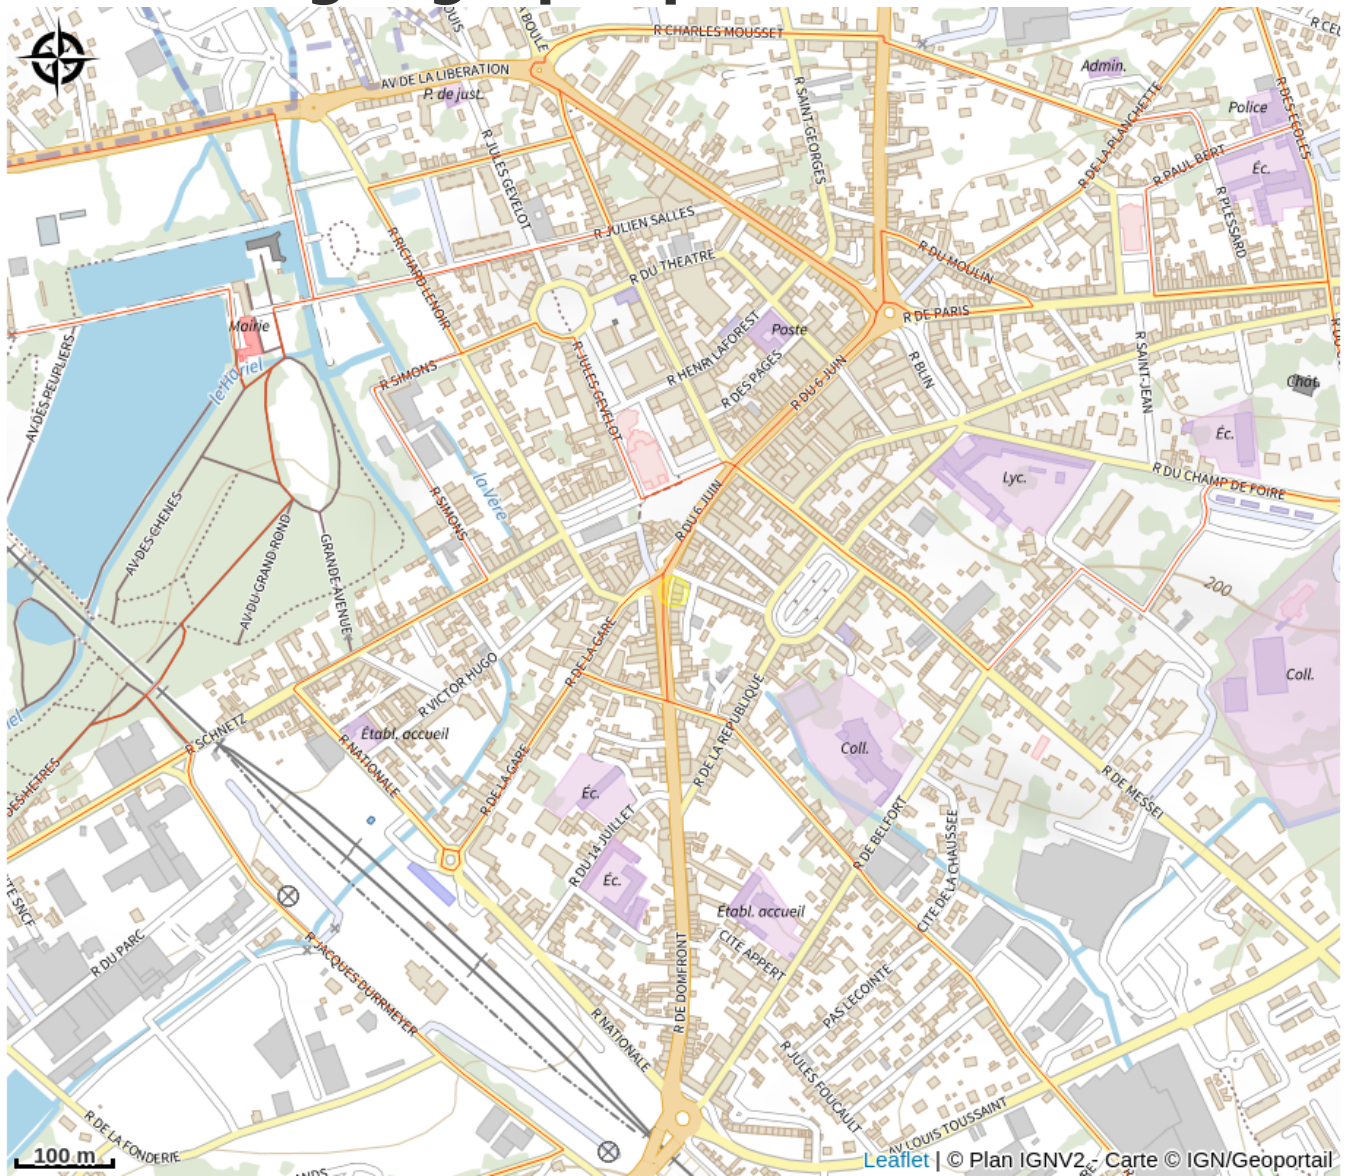 R CHARLES MOUSSET
AV DE LA LIBERATION
P. de just.
Admin.
Police
R DES ECOLES
R DE LA PLANCHETTE
R SAINT-GEORGES
R JULES GEVELOT
R PAUL BERT
Éc.
R PLESSARD
R JULIEN SALLES
R RICHARD LENOIR
R DU THEATRE
R DU MOULIN
R DE PARIS
Mairie
Poste
R HENRI LAFOREST
R DES PAGES
R DU 6 JUIN
R BLIN
R SAINT-JEAN
Chât.
AV DES PEUPLIERS
le Hariel
R SIMONS
R JULES GEVELOT
Éc.
Lyc.
R DU CHAMP DE FOIRE
la Vère
R SIMONS
R DU 6 JUIN
AV DES CHENES
AV DU GRAND ROND
GRANDE AVENUE
200
R DE LA GARE
R VICTOR HUGO
Coll.
R SCHNETZ
Établ. accueil
R DE LA REPUBLIQUE
Coll.
R NATIONALE
R DE LA GARE
DES HETRES
Éc.
R DE MESSEI
R DU 14 JUILLET
R DE BELFORT
CITE DE LA CHAUSSEE
Éc.
Établ. accueil
R DU PARC
R JACQUES DURRMEYER
CITE APPERT
R DE DOMFRONT
PAS LECOINTE
R NATIONALE
R JULES FOUCAULT
R DE LA FONDERIE
AV LOUIS TOUSSAINT
100 m
Leaflet | © Plan IGNV2 - Carte © IGN/Geoportail